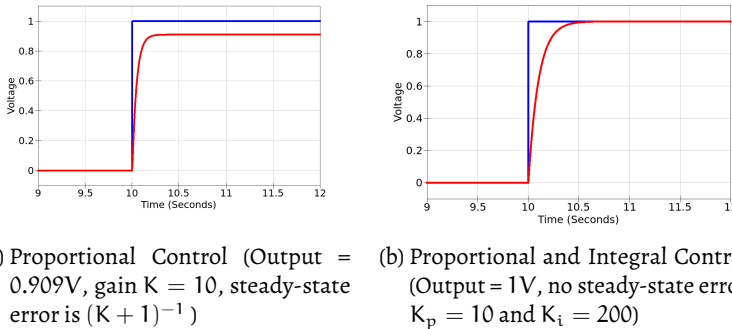 1
0.8
0.6
0.4
0.2
0
Voltage
9
9.5
10
10.5
11
11.5
12
Time (Seconds)
1
0.8
0.6
0.4
0.2
0
Voltage
9
9.5
10
10.5
11
11.5
Time (Seconds)
) Proportional Control (Output =
0.909V, gain K = 10, steady-state
error is (K + 1)⁻¹ )
(b) Proportional and Integral Contr
(Output = 1V, no steady-state erro
Kₚ = 10 and Kᵢ = 200)